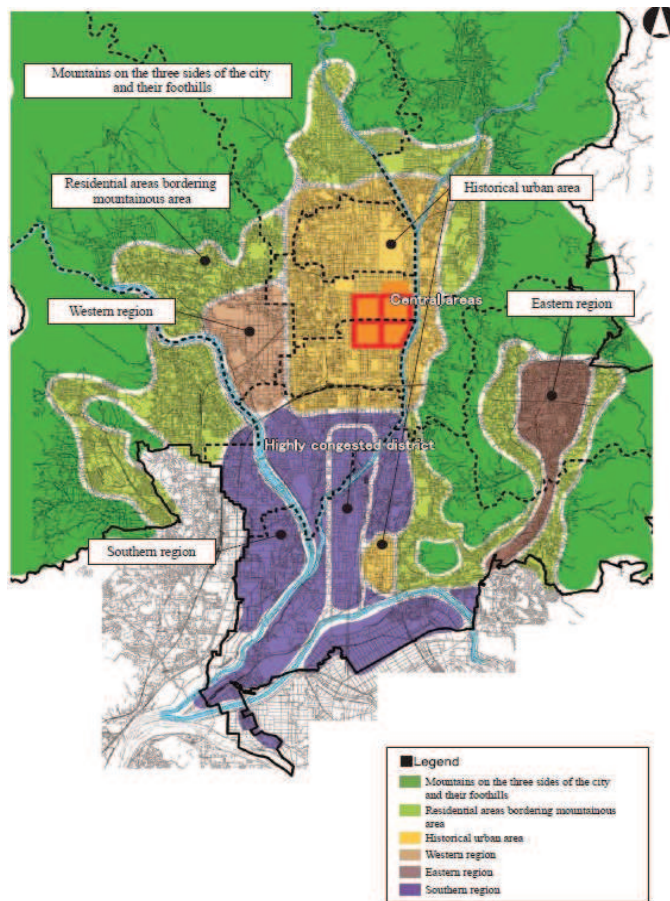 Mountains on the three sides of the city
and their foothills
Residential areas bordering
mountainous area
Historical urban area
Central areas
Western region
Eastern region
Highly congested district
Southern region
■Legend
Mountains on the three sides of the city
and their foothills
Residential areas bordering mountainous
area
Historical urban area
Western region
Eastern region
Southern region